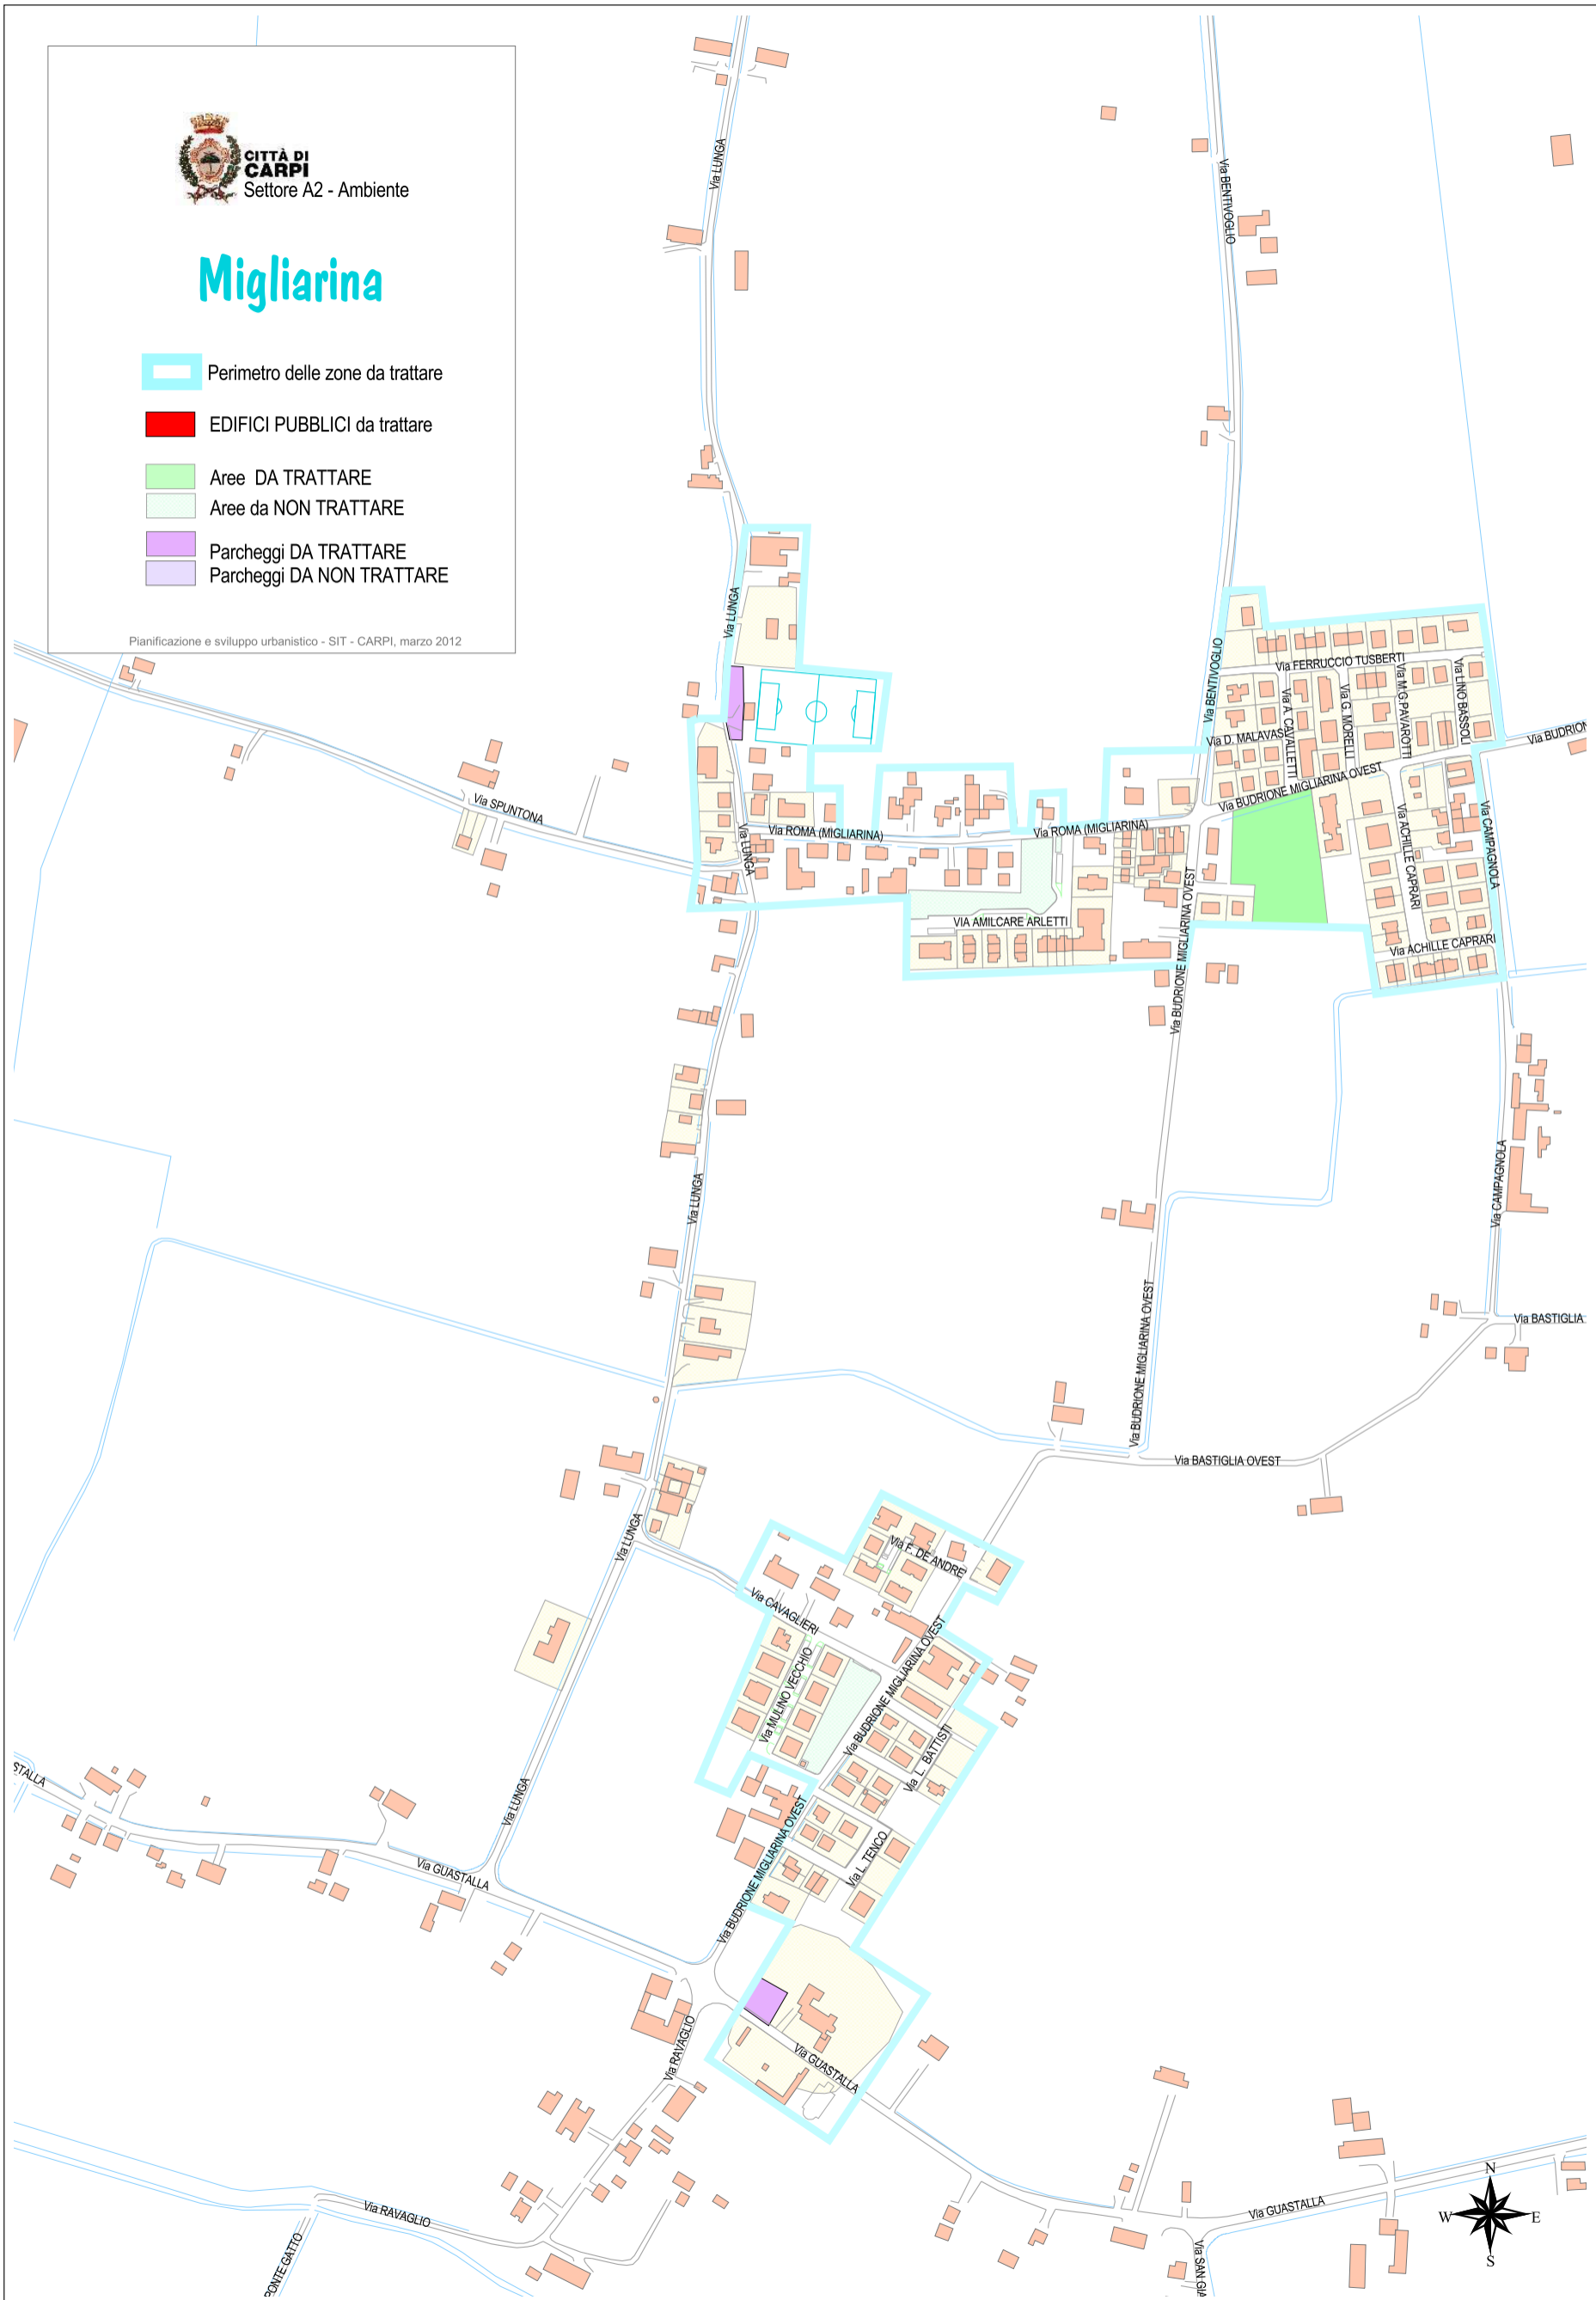 CITTÀ DI
CARPI
Settore A2 - Ambiente
Migliarina
Perimetro delle zone da trattare
EDIFICI PUBBLICI da trattare
Aree DA TRATTARE
Aree da NON TRATTARE
Parcheggi DA TRATTARE
Parcheggi DA NON TRATTARE
Pianificazione e sviluppo urbanistico - SIT - CARPI, marzo 2012
Via LUNGA
Via BENTIVOGLIO
Via LUNGA
Via BENTIVOGLIO
Via FERRUCCIO TUSBERTI
Via A. CAVALLETTI
Via G. MORELLI
Via M.G.PAVAROTTI
Via LINO BASSOLI
Via D. MALAVASI
Via BUDRION
Via BUDRIONE MIGLIARINA OVEST
Via SPUNTONA
Via LUNGA
Via ROMA (MIGLIARINA)
Via ROMA (MIGLIARINA)
Via ACHILLE CAPRARI
Via CAMPAGNOLA
VIA AMILCARE ARLETTI
Via BUDRIONE MIGLIARINA OVEST
Via ACHILLE CAPRARI
Via LUNGA
Via CAMPAGNOLA
Via BUDRIONE MIGLIARINA OVEST
Via BASTIGLIA
Via BASTIGLIA OVEST
Via LUNGA
Via F. DE ANDRE'
Via CAVAGLIERI
Via MULINO VECCHIO
Via BUDRIONE MIGLIARINA OVEST
Via L. BATTISTI
STALLA
Via LUNGA
Via BUDRIONE MIGLIARINA OVEST
Via L. TENCO
Via GUASTALLA
Via RAVAGLIO
Via GUASTALLA
Via RAVAGLIO
PONTE GATTO
Via GUASTALLA
Via SAN GIA
N
W
E
S